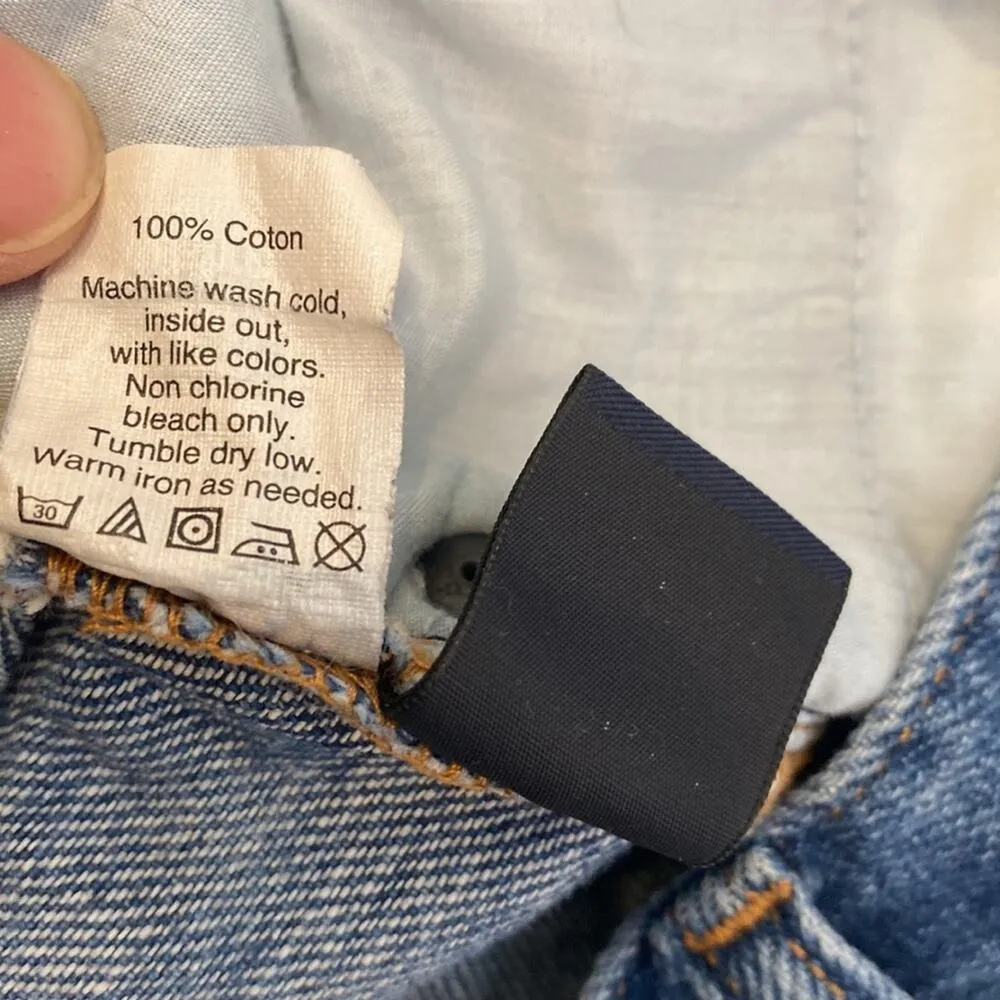 100% Coton
Machine wash cold,
inside out,
with like colors.
Non chlorine
bleach only.
Tumble dry low.
Warm iron as needed.
30